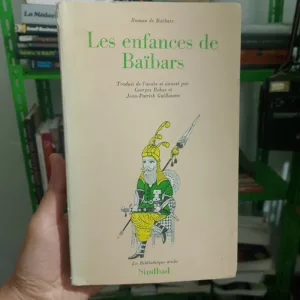 Roman de Baïbars
Les enfances de
Baïbars
Traduit de l'arabe et annoté par
Georges Bohas et
Jean-Patrick Guillaume
La Bibliothèque arabe
Sindbad